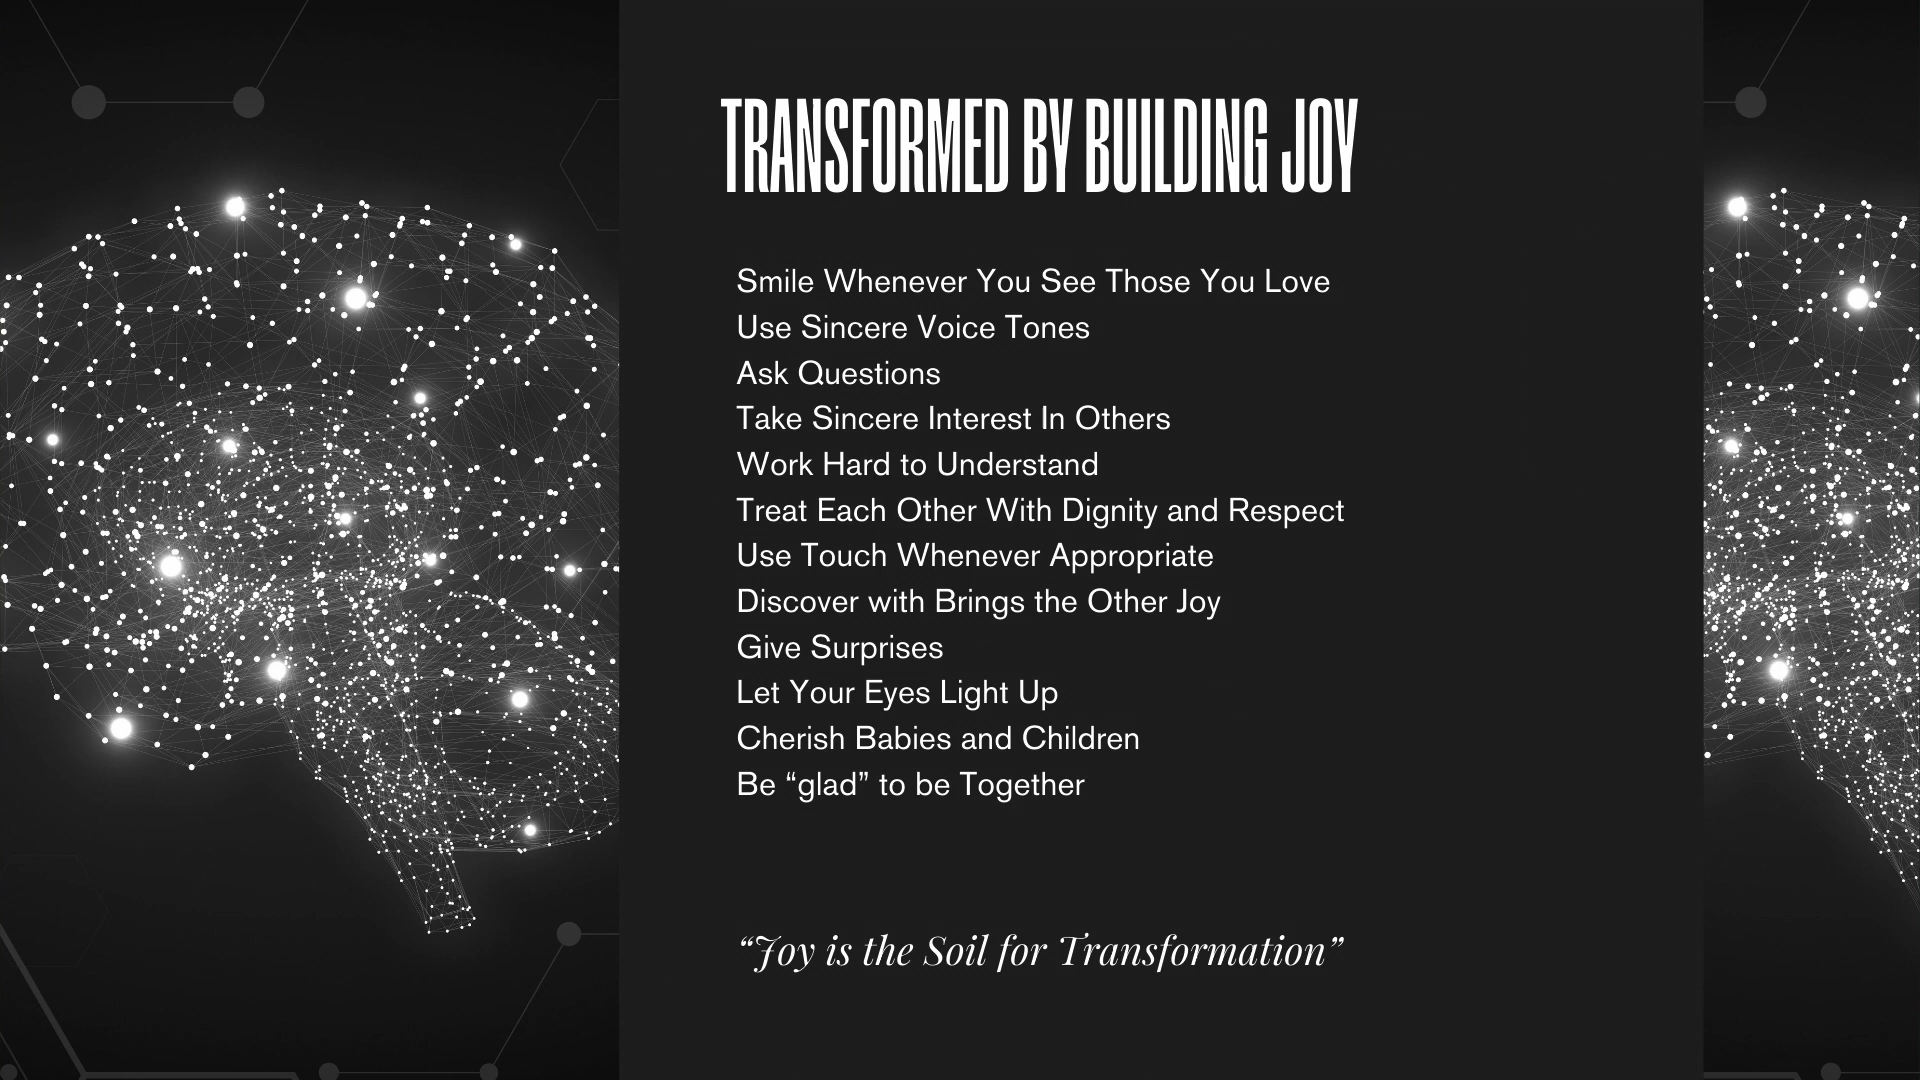 TRANSFORMED BY BUILDING JOY
Smile Whenever You See Those You Love
Use Sincere Voice Tones
Ask Questions
Take Sincere Interest In Others
Work Hard to Understand
Treat Each Other With Dignity and Respect
Use Touch Whenever Appropriate
Discover with Brings the Other Joy
Give Surprises
Let Your Eyes Light Up
Cherish Babies and Children
Be “glad” to be Together
“Joy is the Soil for Transformation”